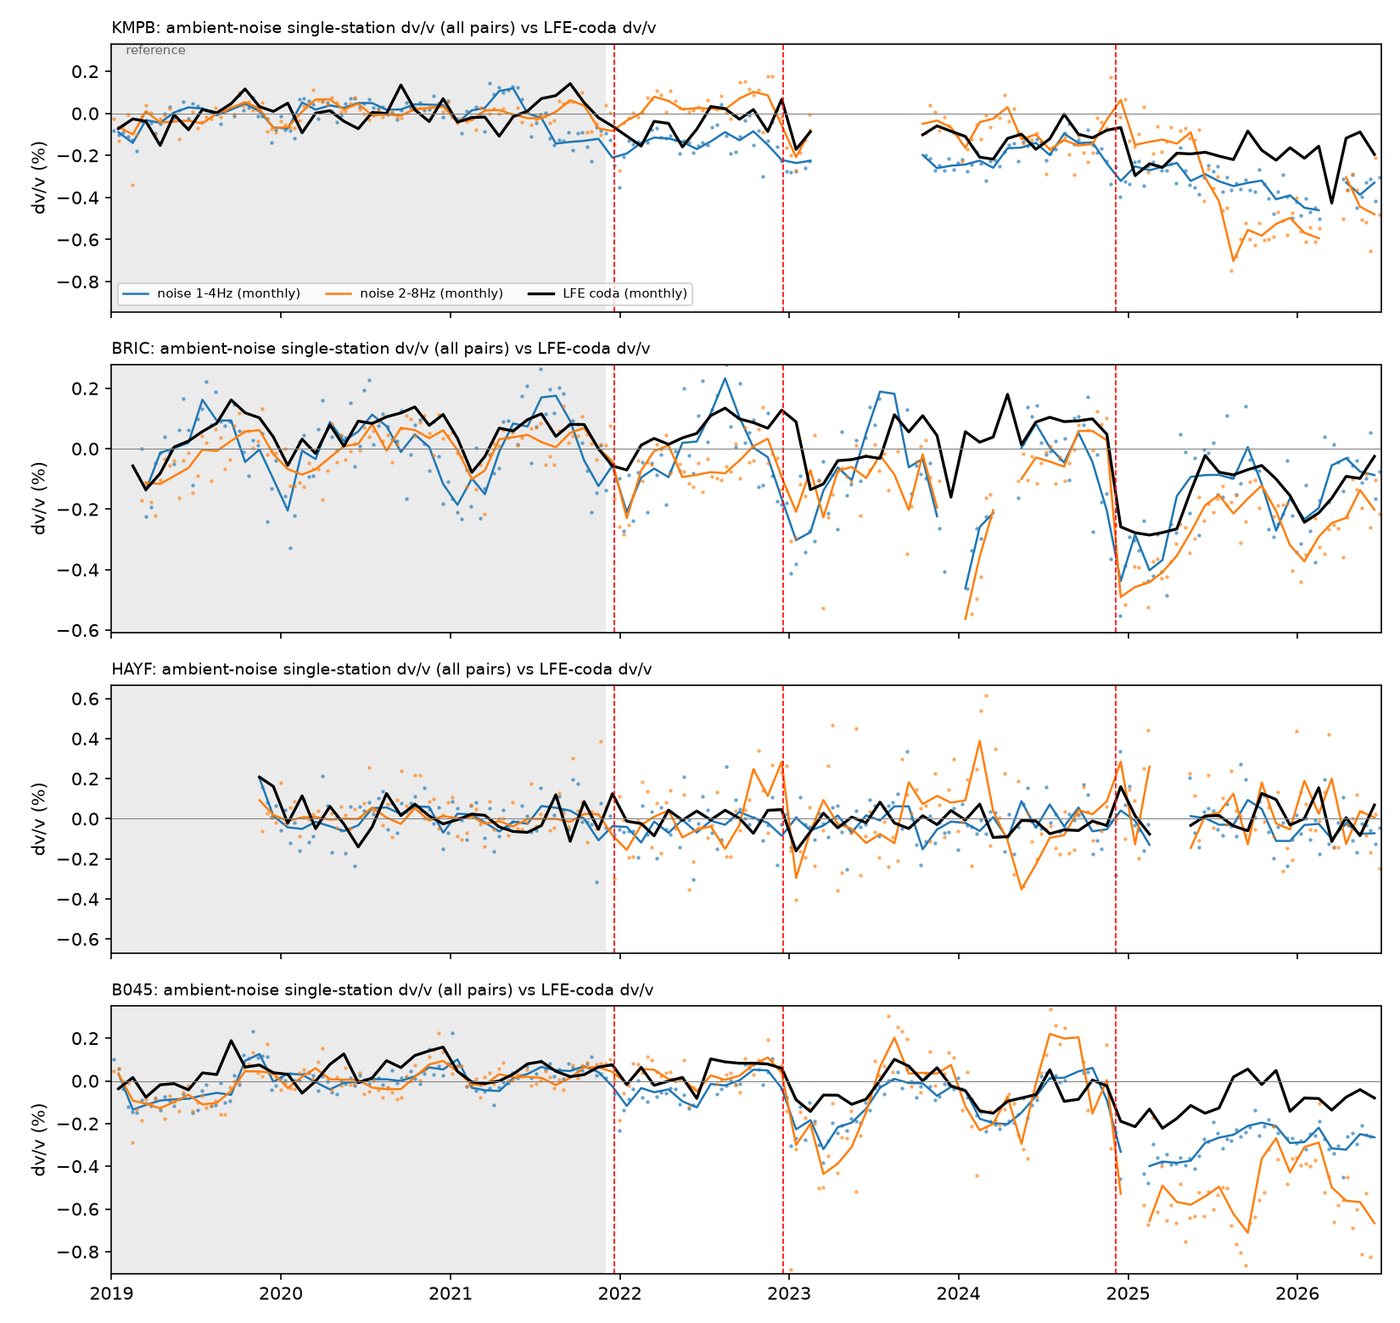 KMPB: ambient-noise single-station dv/v (all pairs) vs LFE-coda dv/v
reference
0.2
0.0
−0.2
−0.4
−0.6
−0.8
dv/v (%)
noise 1-4Hz (monthly)
noise 2-8Hz (monthly)
LFE coda (monthly)
BRIC: ambient-noise single-station dv/v (all pairs) vs LFE-coda dv/v
0.2
0.0
−0.2
−0.4
−0.6
dv/v (%)
HAYF: ambient-noise single-station dv/v (all pairs) vs LFE-coda dv/v
0.6
0.4
0.2
0.0
−0.2
−0.4
−0.6
dv/v (%)
B045: ambient-noise single-station dv/v (all pairs) vs LFE-coda dv/v
0.2
0.0
−0.2
−0.4
−0.6
−0.8
dv/v (%)
2019
2020
2021
2022
2023
2024
2025
2026